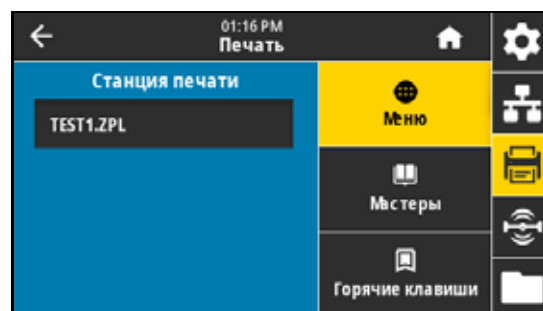 01:16 PM
Печать
Станция печати
TEST1.ZPL
Меню
Мастеры
Горячие клавиши